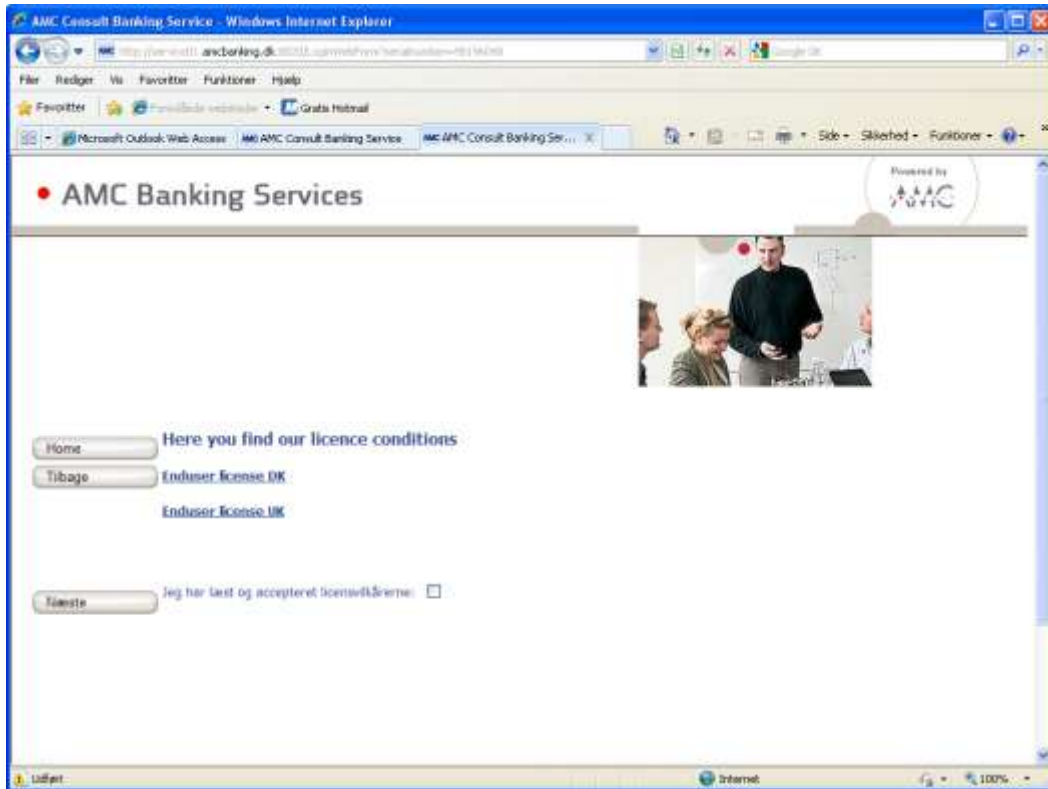 AMC Consult Banking Service - Windows Internet Explorer
amcbanking.dk
Filer Rediger Vis Favoritter Funktioner Hjælp
Favoritter Gratis Hotmail
Microsoft Outlook Web Access AMC Consult Banking Service AMC Consult Banking Ser... Side Sikkerhed Funktioner
AMC Banking Services
Powered by
AMC
Home
Here you find our licence conditions
Tilbage
Enduser license DK
Enduser license UK
Næste
Jeg har læst og accepteret licensvilkårerne:
Udført Internet 100%